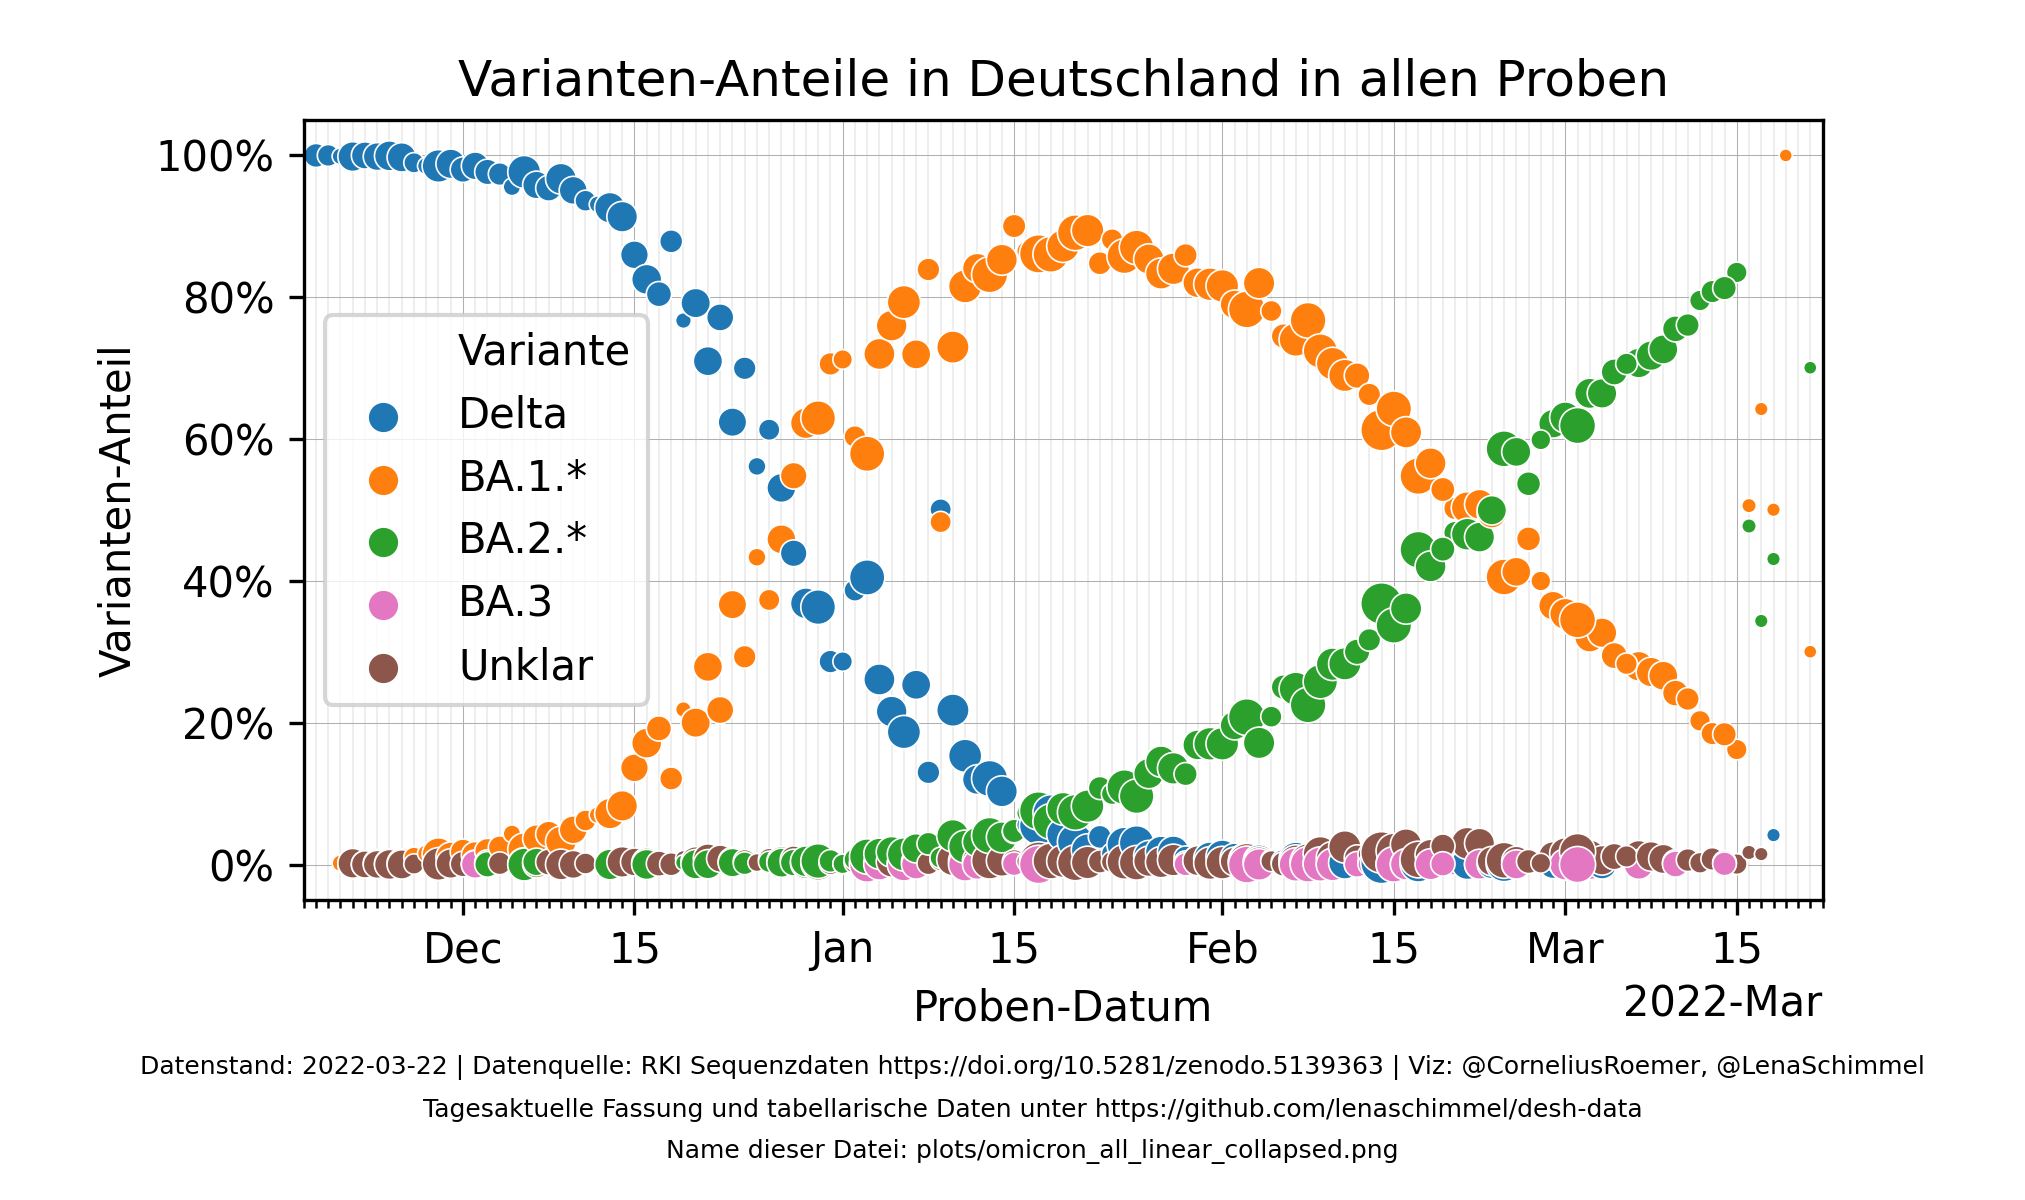 Varianten-Anteile in Deutschland in allen Proben
100%
80%
60%
40%
20%
0%
Varianten-Anteil
Variante
Delta
BA.1.*
BA.2.*
BA.3
Unklar
Dec 15 Jan 15 Feb 15 Mar 15
2022-Mar
Proben-Datum
Datenstand: 2022-03-22 | Datenquelle: RKI Sequenzdaten https://doi.org/10.5281/zenodo.5139363 | Viz: @CorneliusRoemer, @LenaSchimmel
Tagesaktuelle Fassung und tabellarische Daten unter https://github.com/lenaschimmel/desh-data
Name dieser Datei: plots/omicron_all_linear_collapsed.png